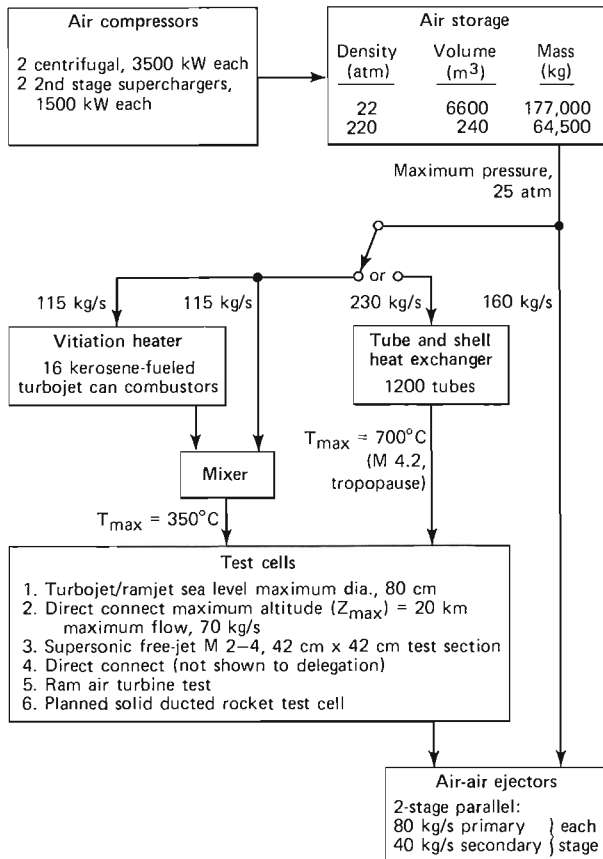 Air compressors
2 centrifugal, 3500 kW each
2 2nd stage superchargers,
1500 kW each
Air storage
Density Volume Mass
(atm) (m³) (kg)
22 6600 177,000
220 240 64,500
Maximum pressure,
25 atm
or
115 kg/s 115 kg/s 230 kg/s 160 kg/s
Vitiation heater
16 kerosene-fueled
turbojet can combustors
Tube and shell
heat exchanger
1200 tubes
Mixer
Tmax = 700°C
(M 4.2,
tropopause)
Tmax = 350°C
Test cells
1. Turbojet/ramjet sea level maximum dia., 80 cm
2. Direct connect maximum altitude (Zmax) = 20 km
maximum flow, 70 kg/s
3. Supersonic free-jet M 2–4, 42 cm x 42 cm test section
4. Direct connect (not shown to delegation)
5. Ram air turbine test
6. Planned solid ducted rocket test cell
Air-air ejectors
2-stage parallel:
80 kg/s primary } each
40 kg/s secondary } stage